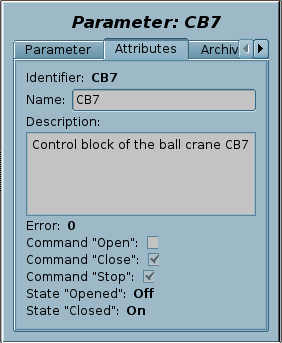 Parameter: CB7
Parameter Attributes Archiv
Identifier: CB7
Name: CB7
Description:
Control block of the ball crane CB7
Error: 0
Command "Open":
Command "Close":
Command "Stop":
State "Opened": Off
State "Closed": On